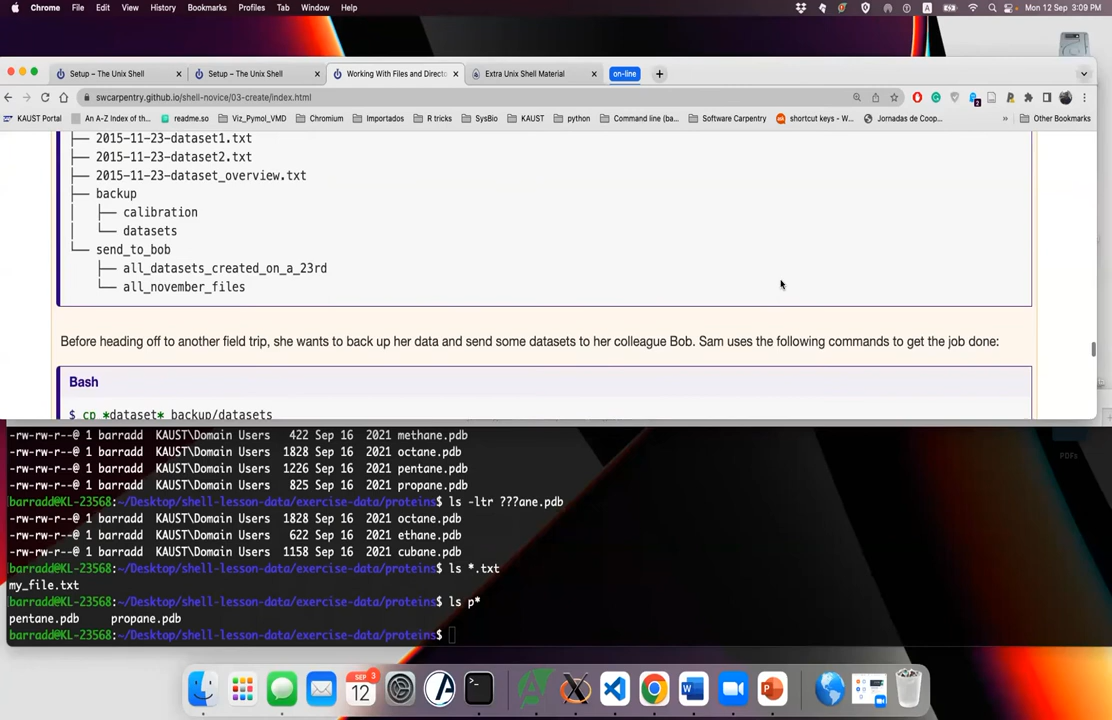 Chrome File Edit View History Bookmarks Profiles Tab Window Help A Mon 12 Sep 3:09 PM
Setup – The Unix Shell Setup – The Unix Shell Working With Files and Directo Extra Unix Shell Material on-line
swcarpentry.github.io/shell-novice/03-create/index.html
KAUST Portal An A-Z Index of th... readme.so Viz_Pymol_VMD Chromium Importados R tricks SysBio KAUST python Command line (ba... Software Carpentry shortcut keys - W... Jornadas de Coop... » Other Bookmarks
├── 2015-11-23-dataset1.txt
├── 2015-11-23-dataset2.txt
├── 2015-11-23-dataset_overview.txt
├── backup
│   ├── calibration
│   └── datasets
└── send_to_bob
    ├── all_datasets_created_on_a_23rd
    └── all_november_files
Before heading off to another field trip, she wants to back up her data and send some datasets to her colleague Bob. Sam uses the following commands to get the job done:
Bash
$ cp *dataset* backup/datasets
-rw-rw-r--@ 1 barradd KAUST\Domain Users 422 Sep 16 2021 methane.pdb
-rw-rw-r--@ 1 barradd KAUST\Domain Users 1828 Sep 16 2021 octane.pdb
-rw-rw-r--@ 1 barradd KAUST\Domain Users 1226 Sep 16 2021 pentane.pdb
-rw-rw-r--@ 1 barradd KAUST\Domain Users 825 Sep 16 2021 propane.pdb
barradd@KL-23568:~/Desktop/shell-lesson-data/exercise-data/proteins$ ls -ltr ???ane.pdb
-rw-rw-r--@ 1 barradd KAUST\Domain Users 1828 Sep 16 2021 octane.pdb
-rw-rw-r--@ 1 barradd KAUST\Domain Users 622 Sep 16 2021 ethane.pdb
-rw-rw-r--@ 1 barradd KAUST\Domain Users 1158 Sep 16 2021 cubane.pdb
barradd@KL-23568:~/Desktop/shell-lesson-data/exercise-data/proteins$ ls *.txt
my_file.txt
barradd@KL-23568:~/Desktop/shell-lesson-data/exercise-data/proteins$ ls p*
pentane.pdb propane.pdb
barradd@KL-23568:~/Desktop/shell-lesson-data/exercise-data/proteins$
PDFs
SEP 3
12